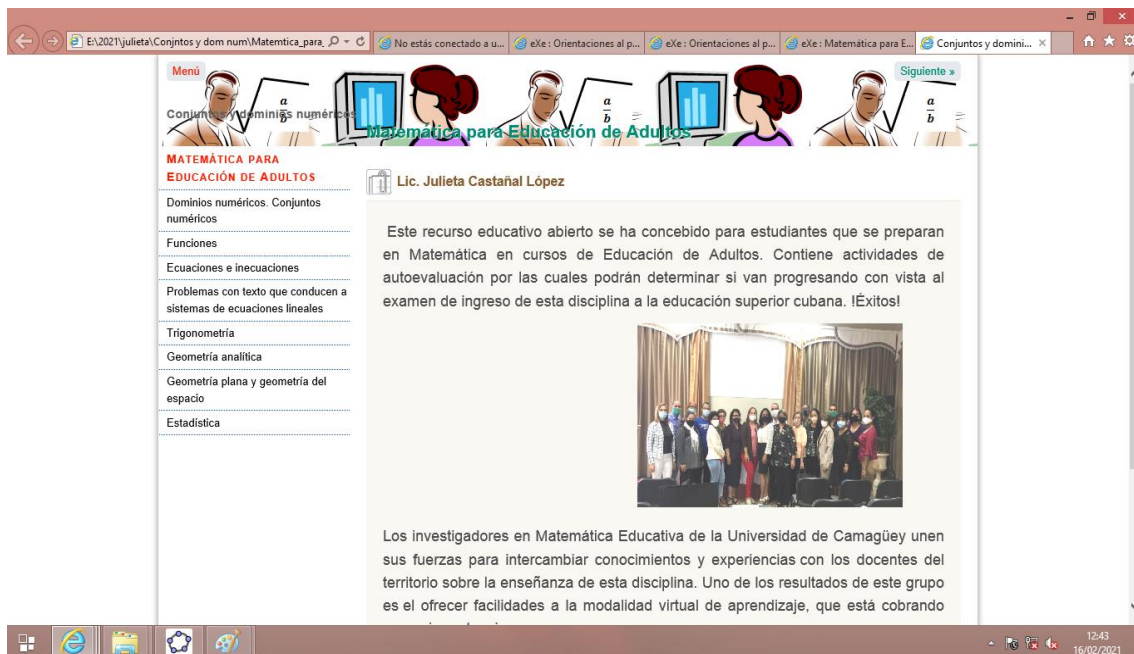 E:\2021\julieta\Conjntos y dom num\Matemtica_para_
No estás conectado a u...
eXe : Orientaciones al p...
eXe : Orientaciones al p...
eXe : Matemática para E...
Conjuntos y domini...
Menú
Siguiente »
a
b
a
b
a
b
Conjuntos y dominios numéricos
Matemática para Educación de Adultos
MATEMÁTICA PARA
EDUCACIÓN DE ADULTOS
Dominios numéricos. Conjuntos
numéricos
Funciones
Ecuaciones e inecuaciones
Problemas con texto que conducen a
sistemas de ecuaciones lineales
Trigonometría
Geometría analítica
Geometría plana y geometría del
espacio
Estadística
Lic. Julieta Castañal López
Este recurso educativo abierto se ha concebido para estudiantes que se preparan
en Matemática en cursos de Educación de Adultos. Contiene actividades de
autoevaluación por las cuales podrán determinar si van progresando con vista al
examen de ingreso de esta disciplina a la educación superior cubana. !Éxitos!
Los investigadores en Matemática Educativa de la Universidad de Camagüey unen
sus fuerzas para intercambiar conocimientos y experiencias con los docentes del
territorio sobre la enseñanza de esta disciplina. Uno de los resultados de este grupo
es el ofrecer facilidades a la modalidad virtual de aprendizaje, que está cobrando
12:43
16/02/2021